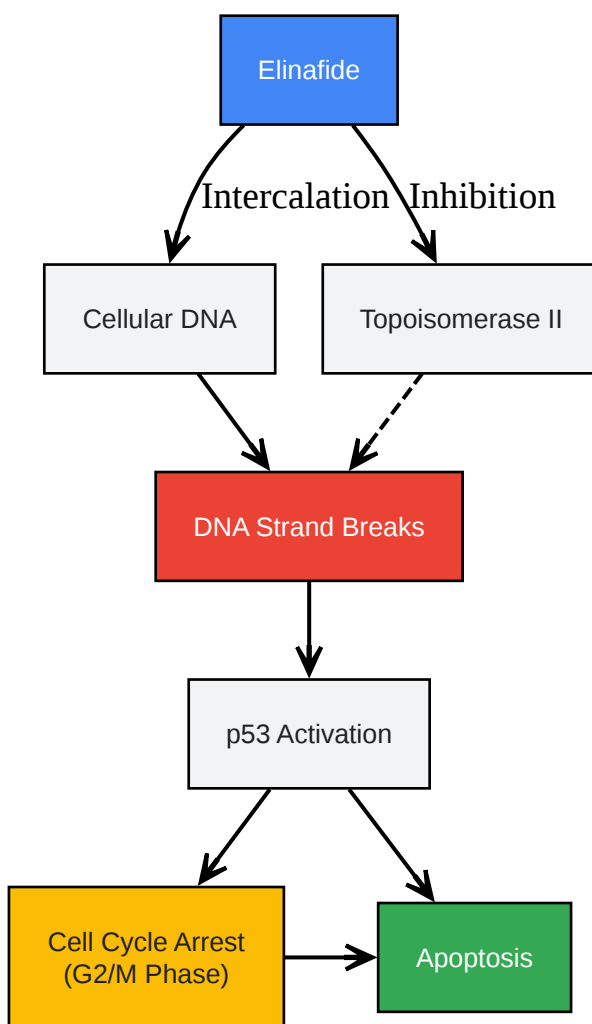 Elinafide
Intercalation
Inhibition
Cellular DNA
Topoisomerase II
DNA Strand Breaks
p53 Activation
Cell Cycle Arrest
(G2/M Phase)
Apoptosis